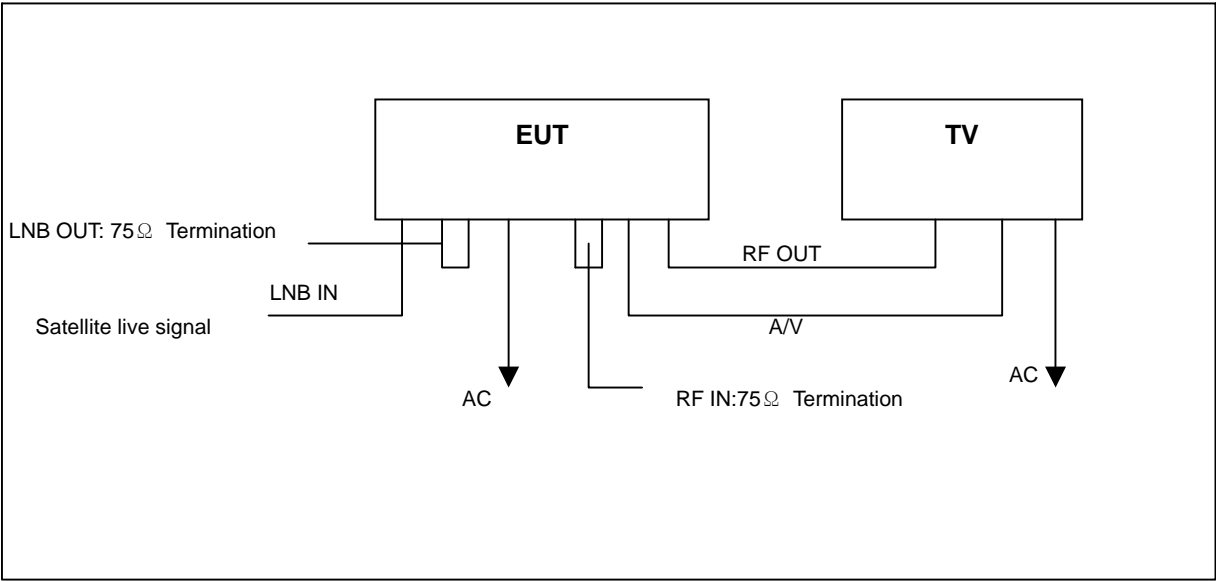 EUT
TV
LNB OUT: 75Ω Termination
RF OUT
LNB IN
Satellite live signal
A/V
AC
RF IN:75Ω Termination
AC